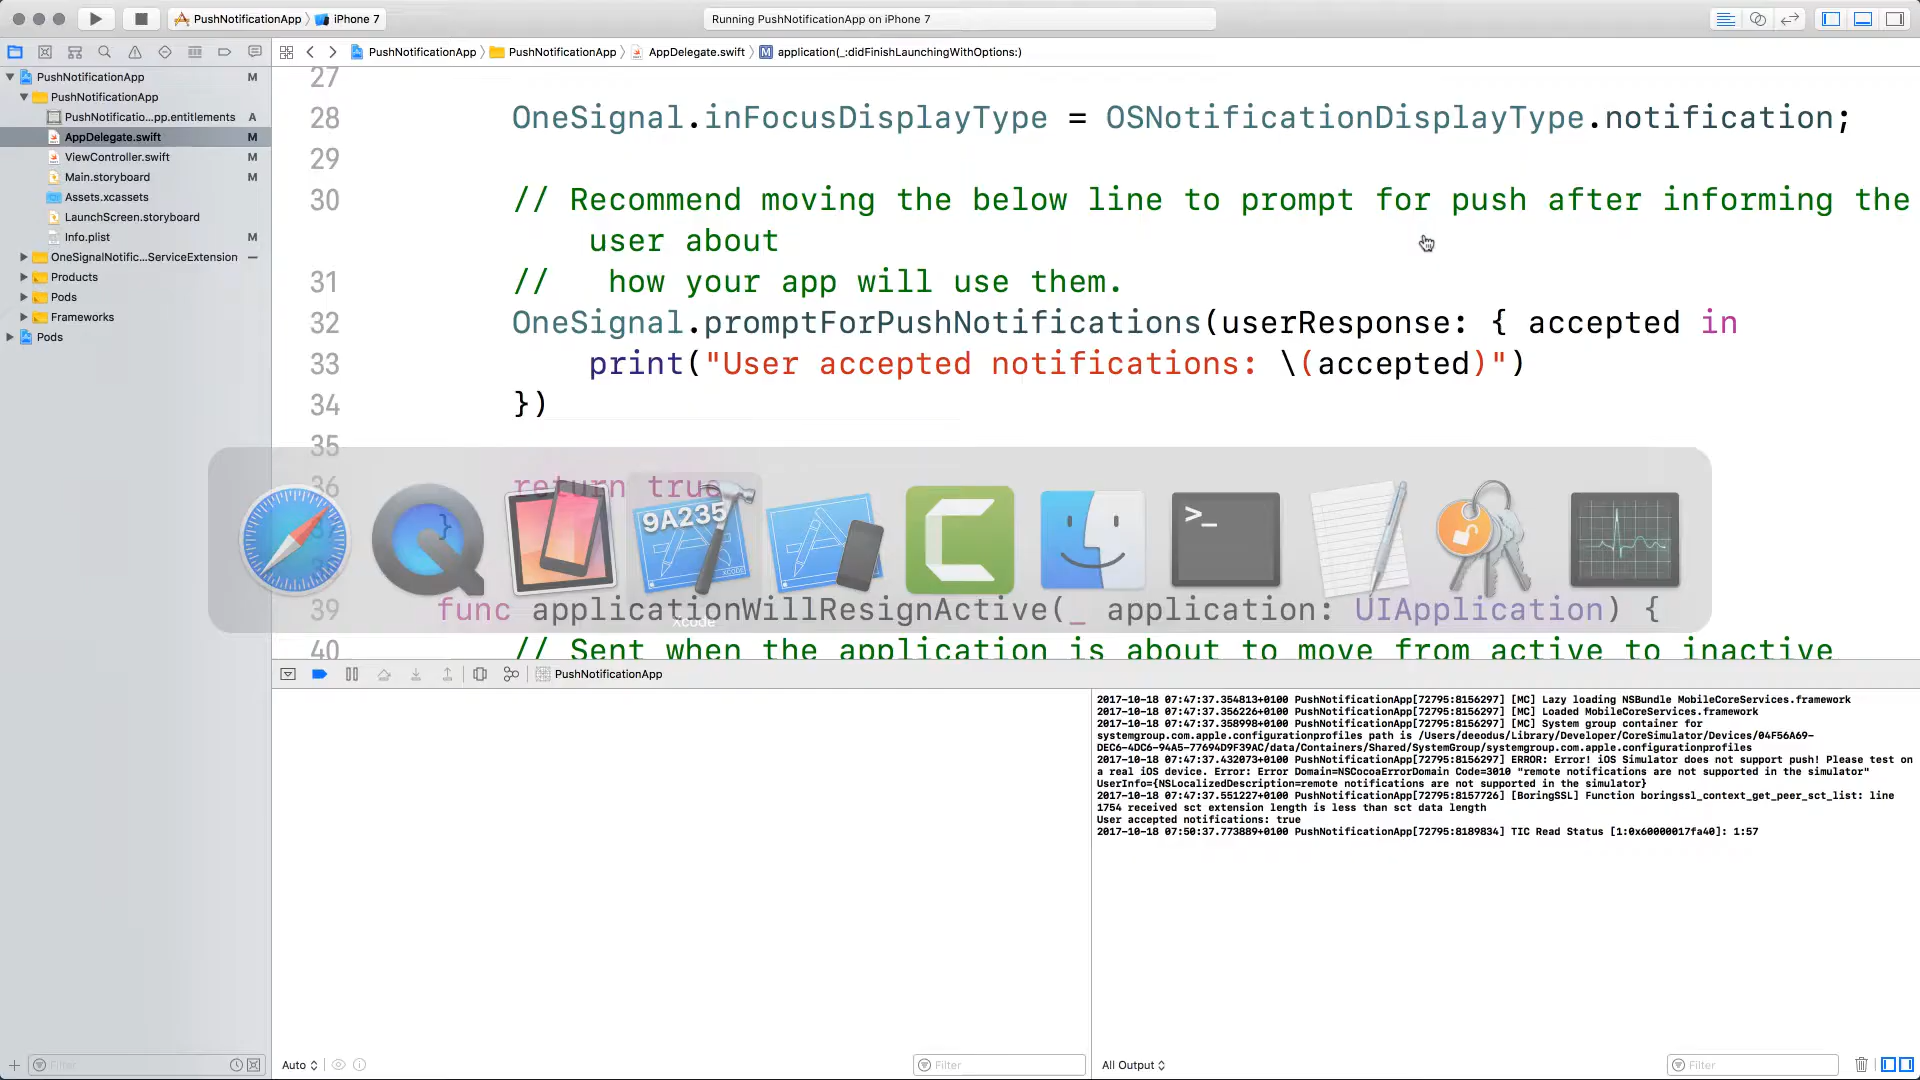 PushNotificationApp
iPhone 7
Running PushNotificationApp on iPhone 7
PushNotificationApp
PushNotificationApp
AppDelegate.swift
M
application(_:didFinishLaunchingWithOptions:)
PushNotificationApp M
PushNotificationApp
PushNotificatio...pp.entitlements A
AppDelegate.swift M
ViewController.swift M
Main.storyboard M
Assets.xcassets
LaunchScreen.storyboard
Info.plist M
OneSignalNotific...ServiceExtension
Products
Pods
Frameworks
Pods
27
28 OneSignal.inFocusDisplayType = OSNotificationDisplayType.notification;
29
30 // Recommend moving the below line to prompt for push after informing the
user about
31 //   how your app will use them.
32 OneSignal.promptForPushNotifications(userResponse: { accepted in
33 print("User accepted notifications: \(accepted)")
34 })
35
36 return true
39 func applicationWillResignActive(_ application: UIApplication) {
40 // Sent when the application is about to move from active to inactive
9A235
XCODE
>_
Xcode
PushNotificationApp
2017-10-18 07:47:37.354813+0100 PushNotificationApp[72795:8156297] [MC] Lazy loading NSBundle MobileCoreServices.framework
2017-10-18 07:47:37.356226+0100 PushNotificationApp[72795:8156297] [MC] Loaded MobileCoreServices.framework
2017-10-18 07:47:37.358998+0100 PushNotificationApp[72795:8156297] [MC] System group container for
systemgroup.com.apple.configurationprofiles path is /Users/deeodus/Library/Developer/CoreSimulator/Devices/04F56A69-
DEC6-4DC6-94A5-77694D9F39AC/data/Containers/Shared/SystemGroup/systemgroup.com.apple.configurationprofiles
2017-10-18 07:47:37.432073+0100 PushNotificationApp[72795:8156297] ERROR: Error! iOS Simulator does not support push! Please test on
a real iOS device. Error: Error Domain=NSCocoaErrorDomain Code=3010 "remote notifications are not supported in the simulator"
UserInfo={NSLocalizedDescription=remote notifications are not supported in the simulator}
2017-10-18 07:47:37.551227+0100 PushNotificationApp[72795:8157726] [BoringSSL] Function boringssl_context_get_peer_sct_list: line
1754 received sct extension length is less than sct data length
User accepted notifications: true
2017-10-18 07:50:37.773889+0100 PushNotificationApp[72795:8189834] TIC Read Status [1:0x60000017fa40]: 1:57
Filter
Auto
Filter
All Output
Filter